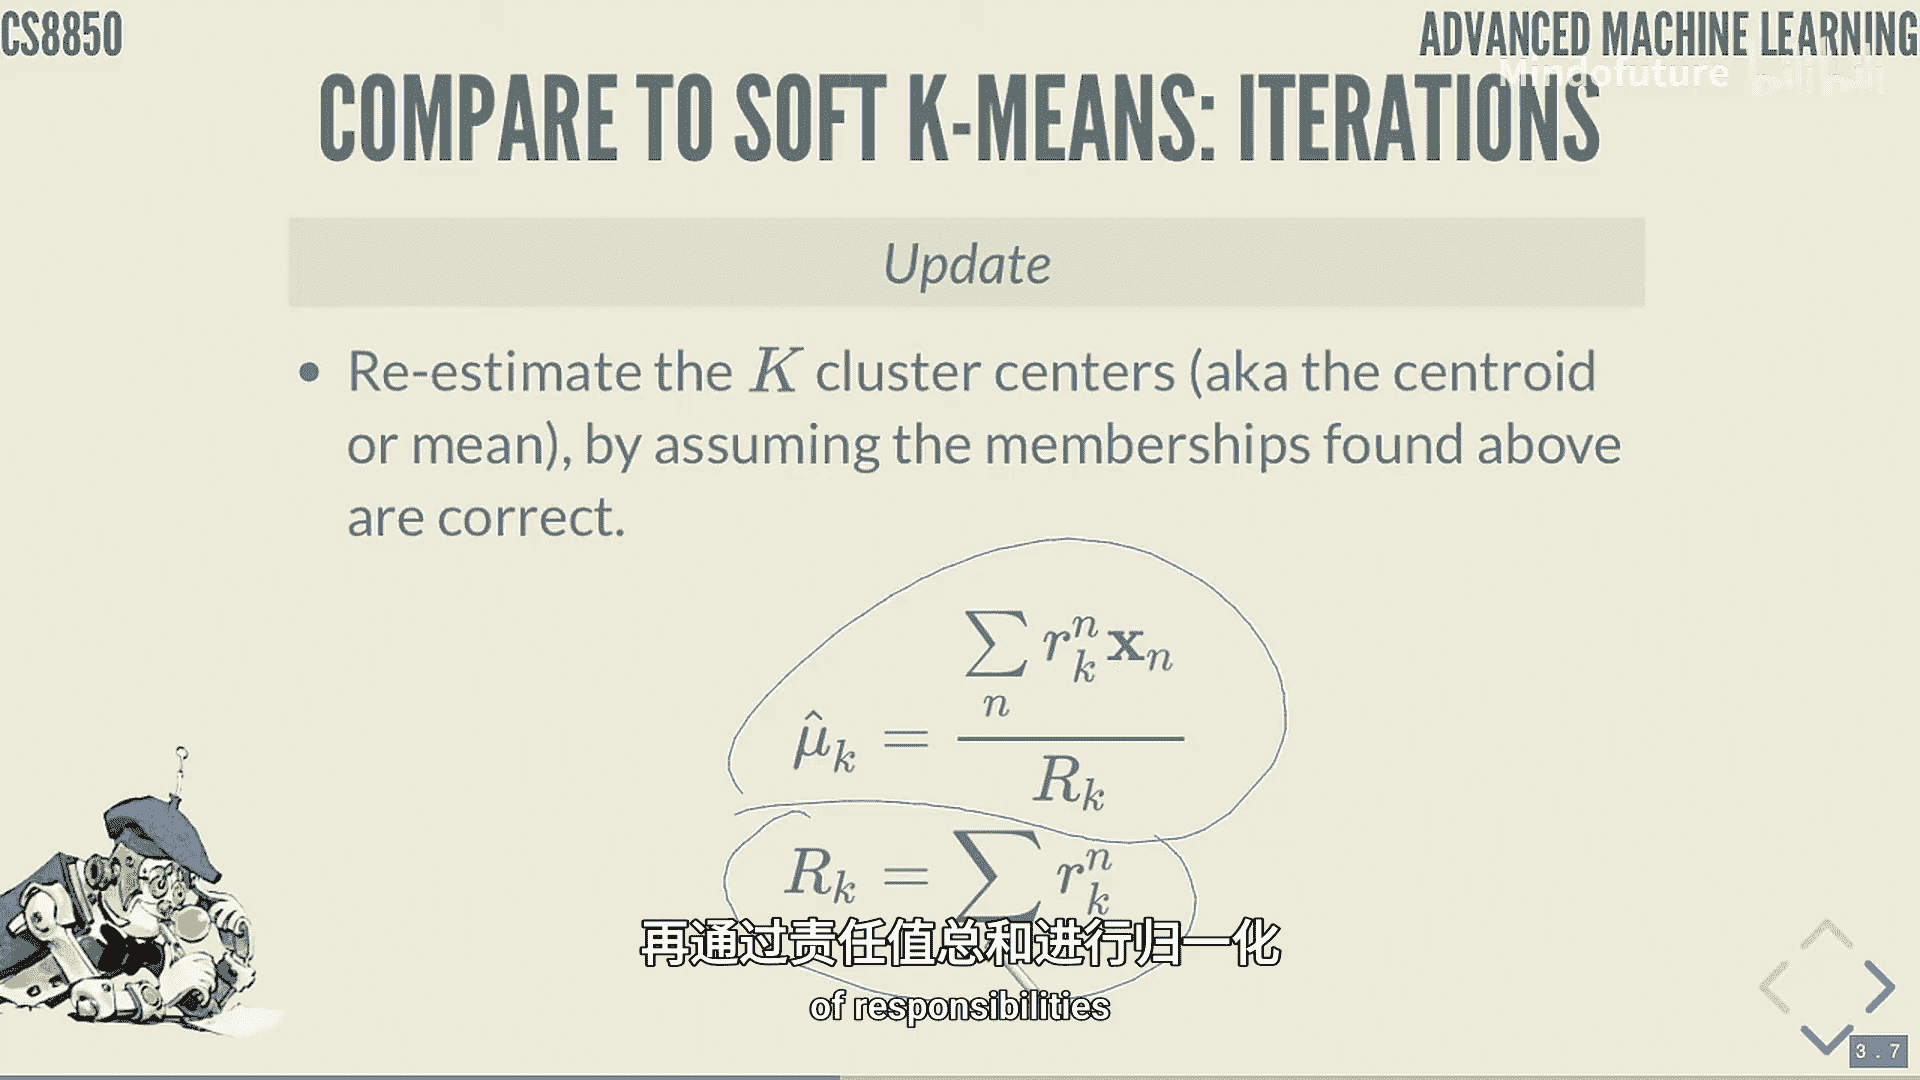 CS8850
ADVANCED MACHINE LEARNING
Mindofuture bilibili
COMPARE TO SOFT K-MEANS: ITERATIONS
Update
• Re-estimate the K cluster centers (aka the centroid
or mean), by assuming the memberships found above
are correct.
μ̂_k = ∑_n r_k^n x_n / R_k
R_k = ∑ r_k^n
再通过责任值总和进行归一化
of responsibilities
3 . 7